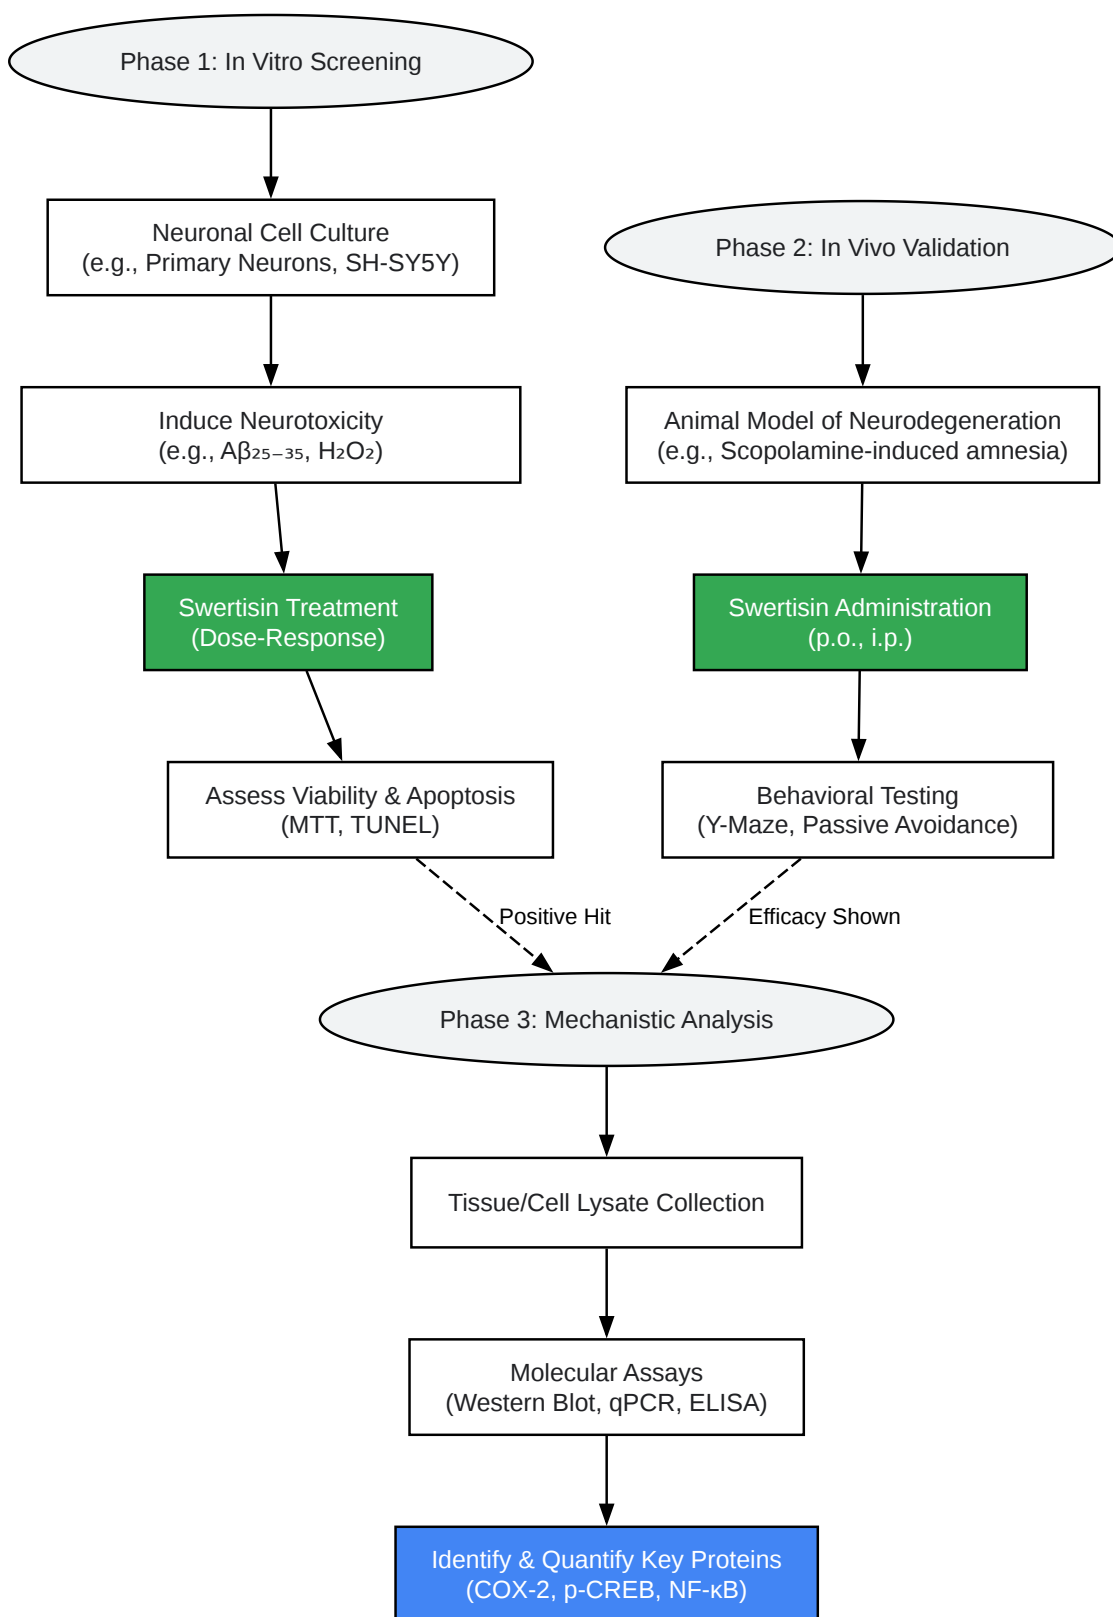 Phase 1: In Vitro Screening
Neuronal Cell Culture
(e.g., Primary Neurons, SH-SY5Y)
Induce Neurotoxicity
(e.g., Aβ₂₅₋₃₅, H₂O₂)
Swertisin Treatment
(Dose-Response)
Assess Viability & Apoptosis
(MTT, TUNEL)
Positive Hit
Phase 2: In Vivo Validation
Animal Model of Neurodegeneration
(e.g., Scopolamine-induced amnesia)
Swertisin Administration
(p.o., i.p.)
Behavioral Testing
(Y-Maze, Passive Avoidance)
Efficacy Shown
Phase 3: Mechanistic Analysis
Tissue/Cell Lysate Collection
Molecular Assays
(Western Blot, qPCR, ELISA)
Identify & Quantify Key Proteins
(COX-2, p-CREB, NF-κB)